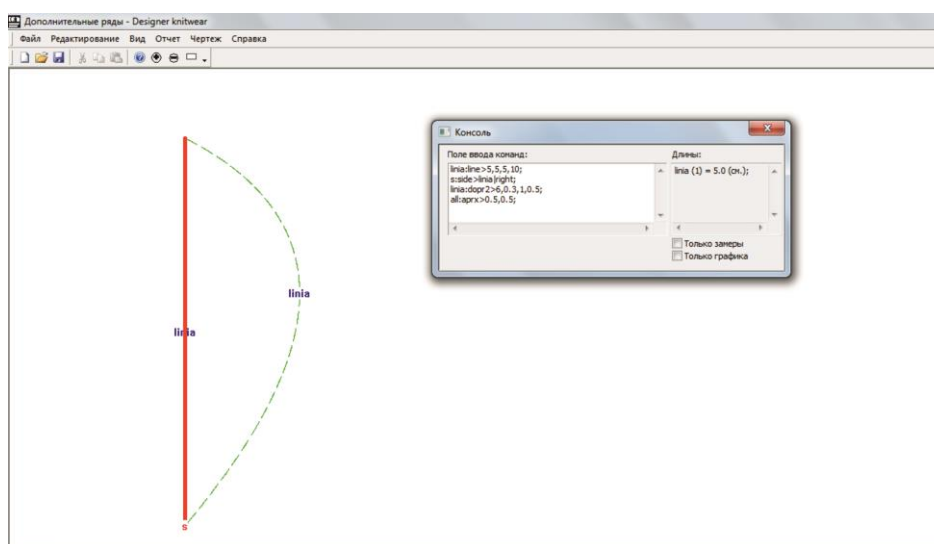 Дополнительные ряды - Designer knitwear
Файл Редактирование Вид Отчет Чертеж Справка
Консоль
Поле ввода команд:
Длины:
linia:line>5,5,5,10;
s:side>linia|right;
linia:dopr2>6,0.3,1,0.5;
all:aprx>0.5,0.5;
linia (1) = 5.0 (см.);
Только замеры
Только графика
linia
linia
s